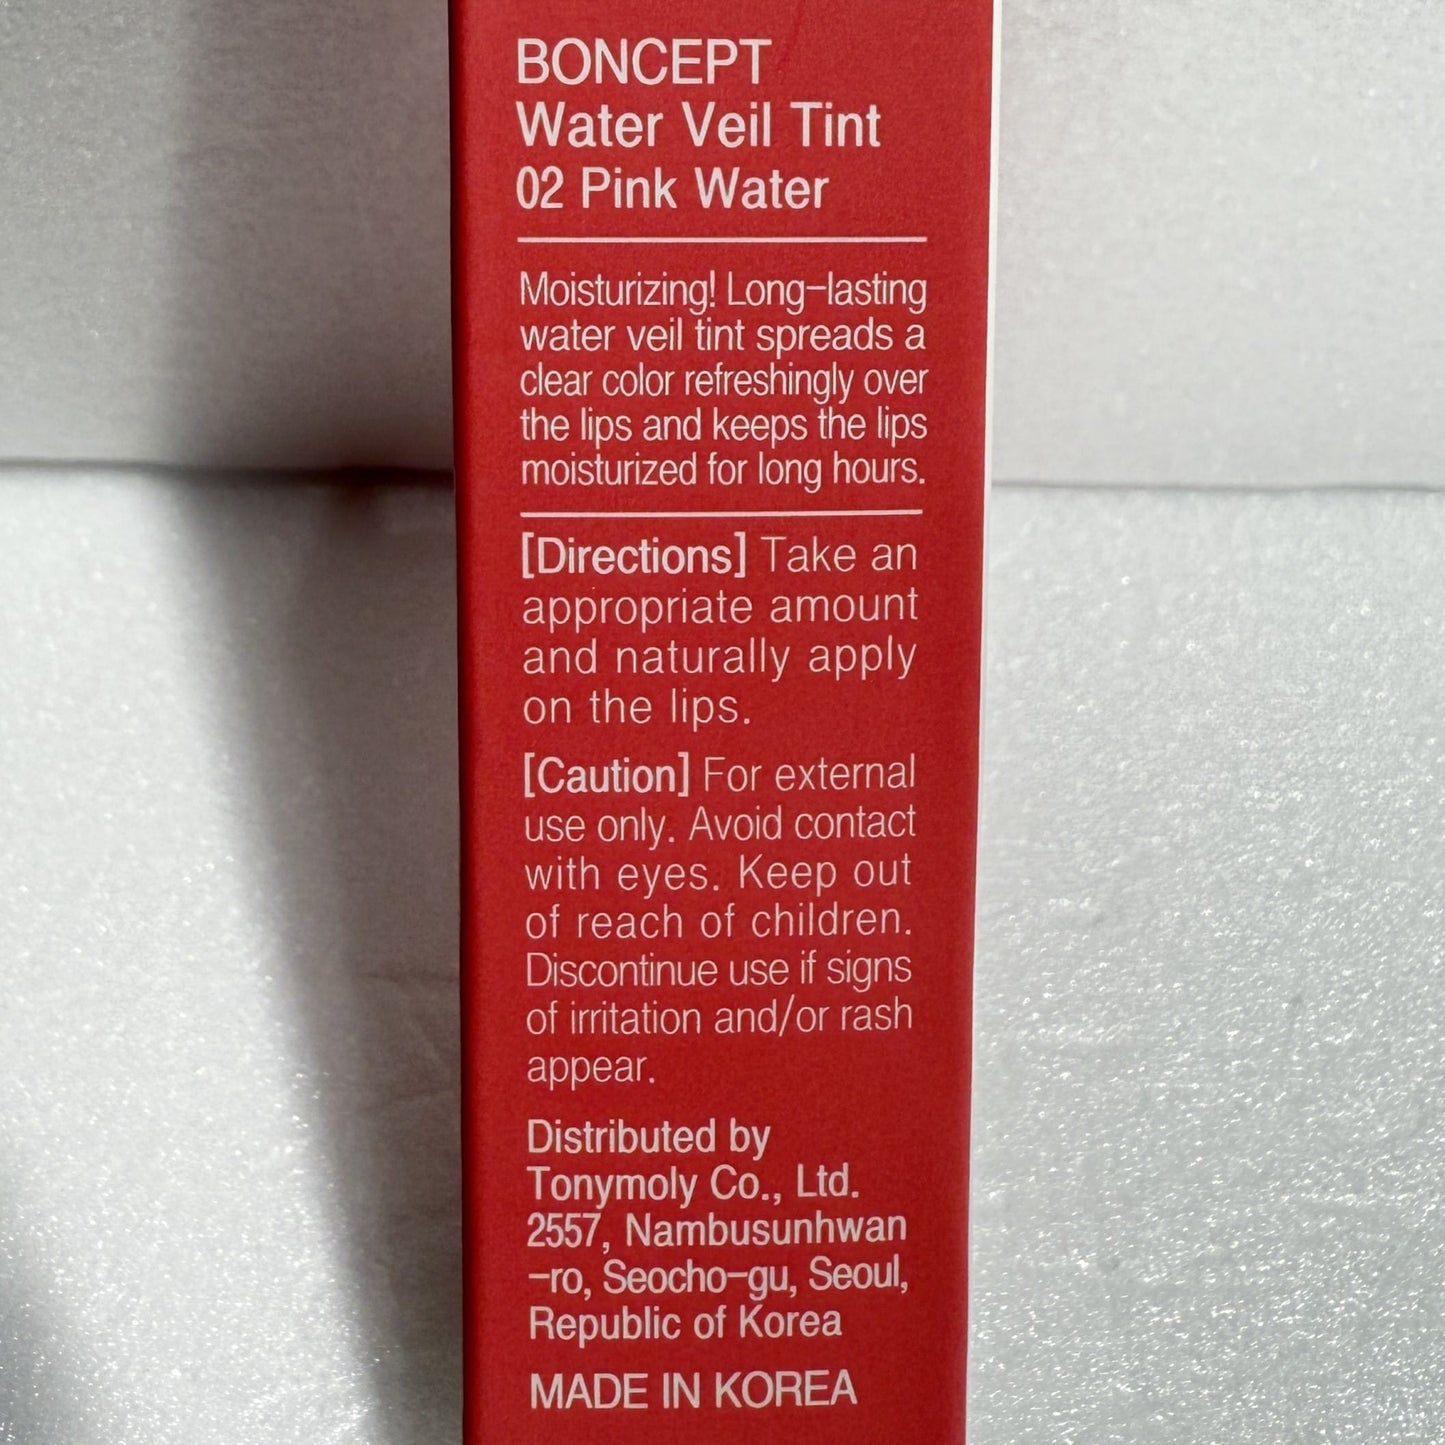 BONCEPT
Water Veil Tint
02 Pink Water
Moisturizing! Long-lasting
water veil tint spreads a
clear color refreshingly over
the lips and keeps the lips
moisturized for long hours.
[Directions] Take an
appropriate amount
and naturally apply
on the lips.
[Caution] For external
use only. Avoid contact
with eyes. Keep out
of reach of children.
Discontinue use if signs
of irritation and/or rash
appear.
Distributed by
Tonymoly Co., Ltd.
2557, Nambusunhwan
-ro, Seocho-gu, Seoul,
Republic of Korea
MADE IN KOREA